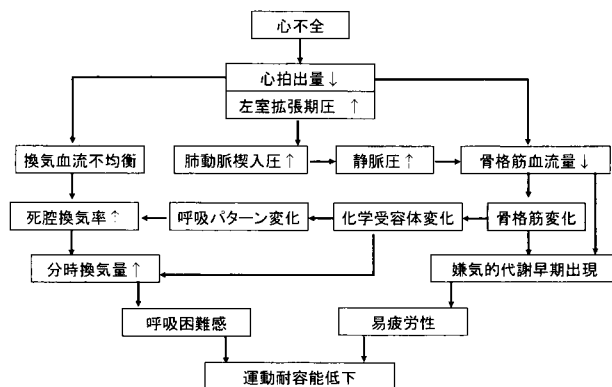 心不全
心拍出量↓
左室拡張期圧 ↑
換気血流不均衡
肺動脈楔入圧↑
静脈圧↑
骨格筋血流量↓
死腔換気率↑
呼吸パターン変化
化学受容体変化
骨格筋変化
分時換気量↑
嫌気的代謝早期出現
呼吸困難感
易疲労性
運動耐容能低下